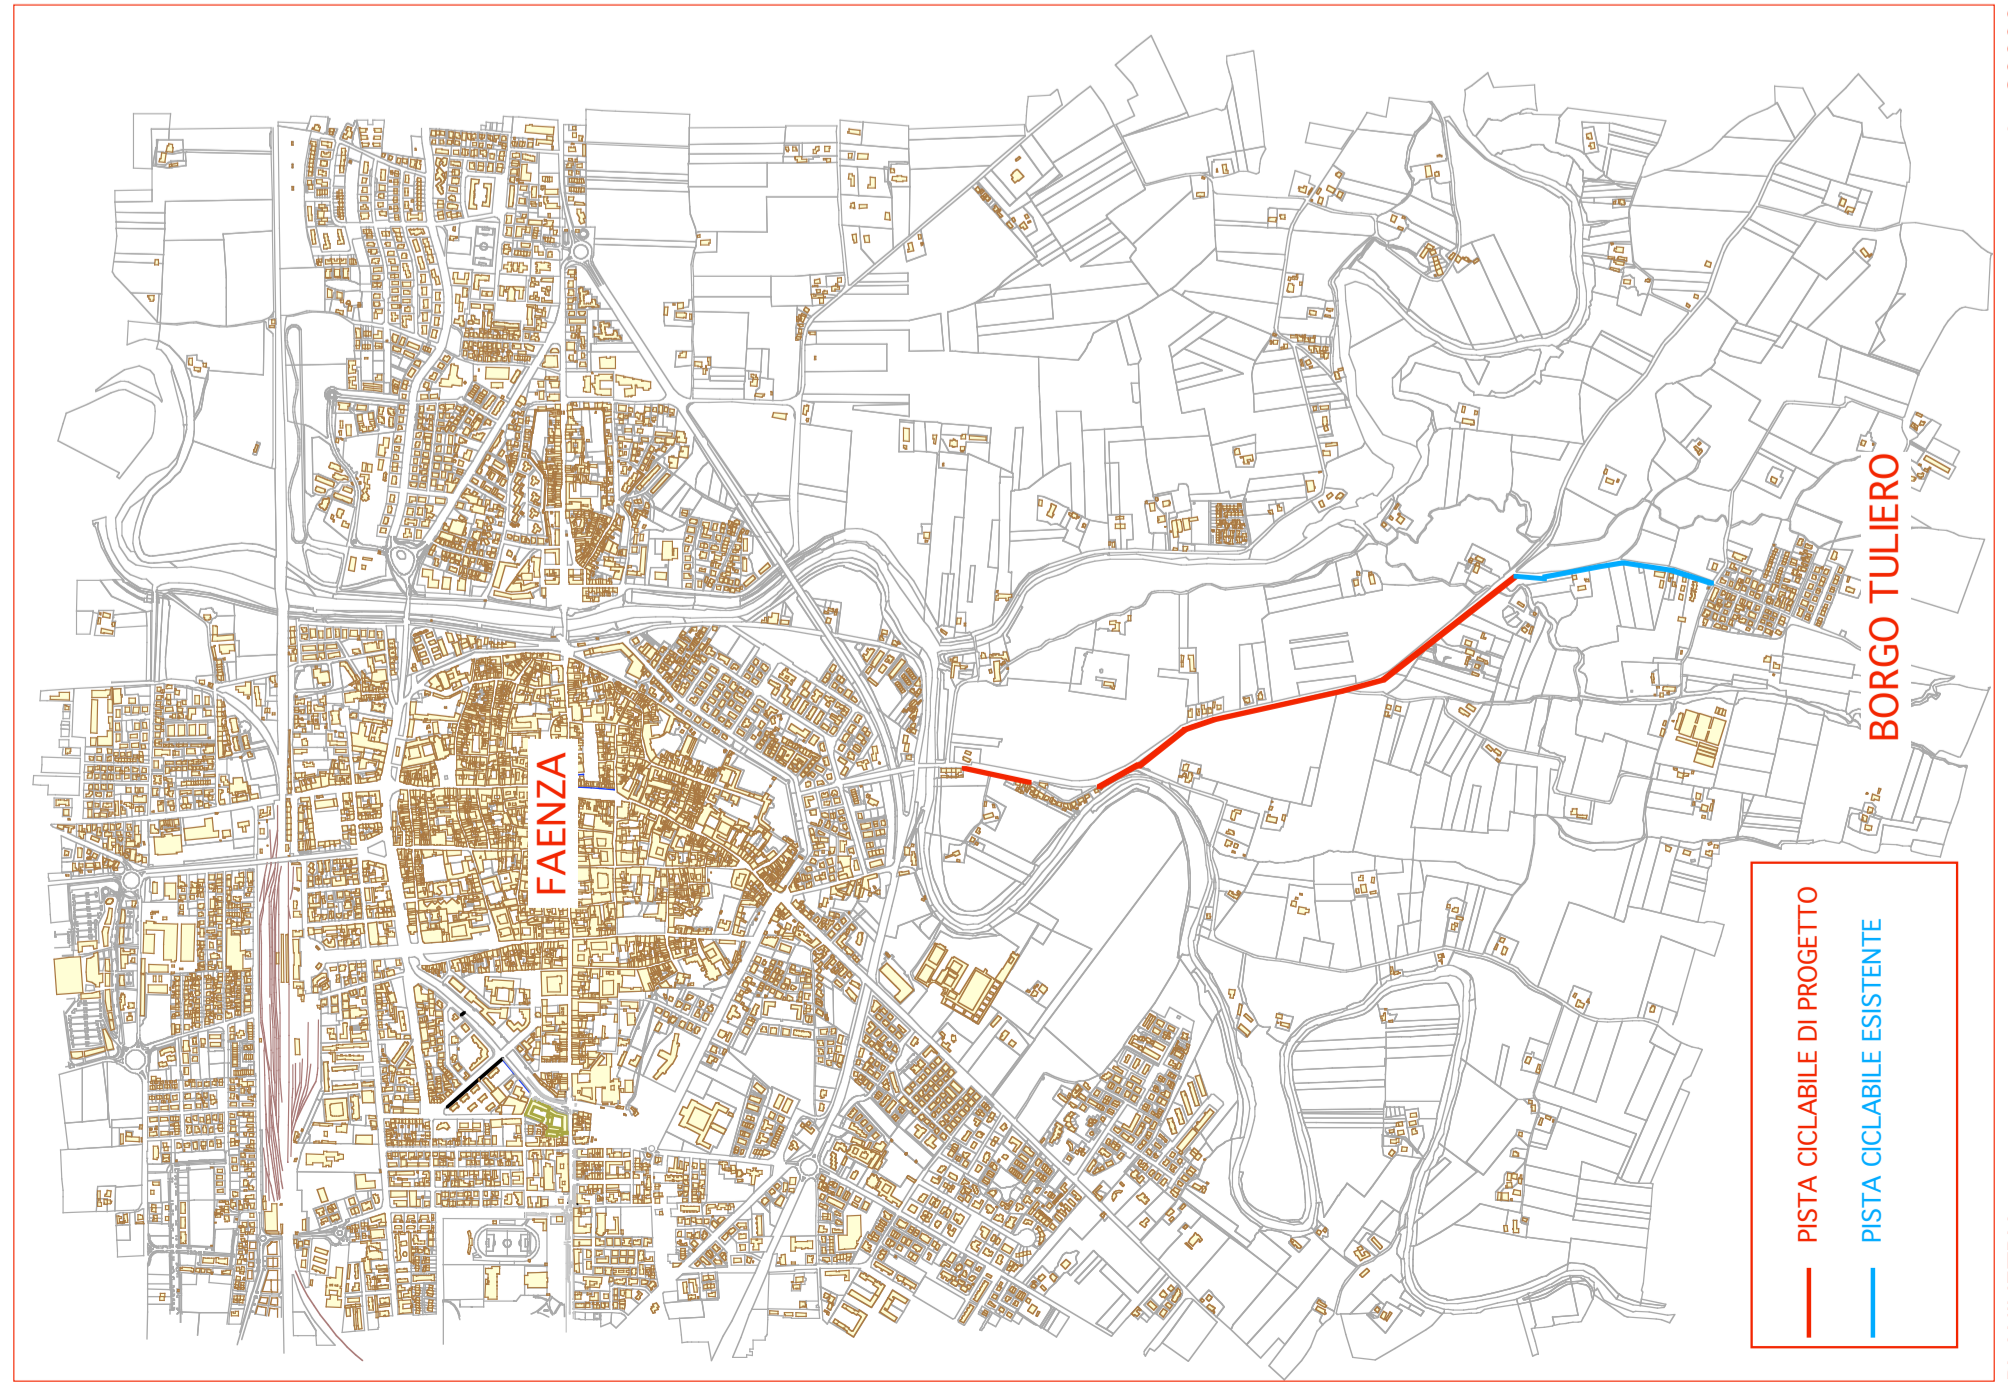 FAENZA
BORGO TULIERO
PISTA CICLABILE DI PROGETTO
PISTA CICLABILE ESISTENTE